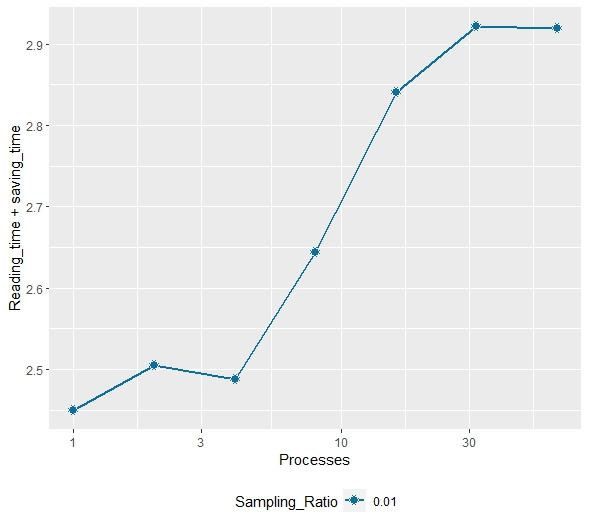 2.9
2.8
2.7
2.6
2.5
Reading_time + saving_time
1 3 10 30
Processes
Sampling_Ratio 0.01